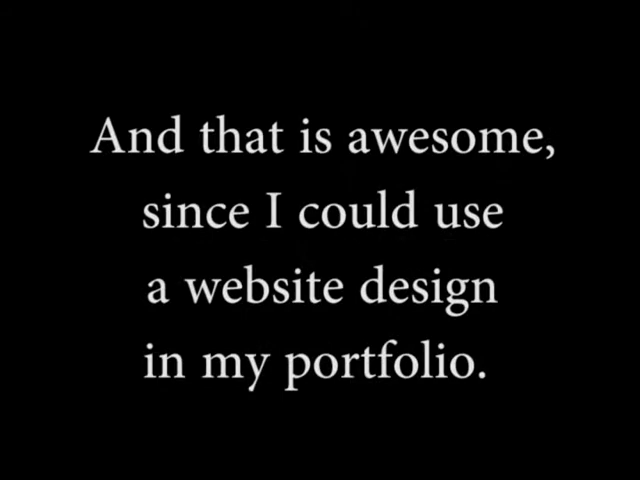 And that is awesome,
since I could use
a website design
in my portfolio.